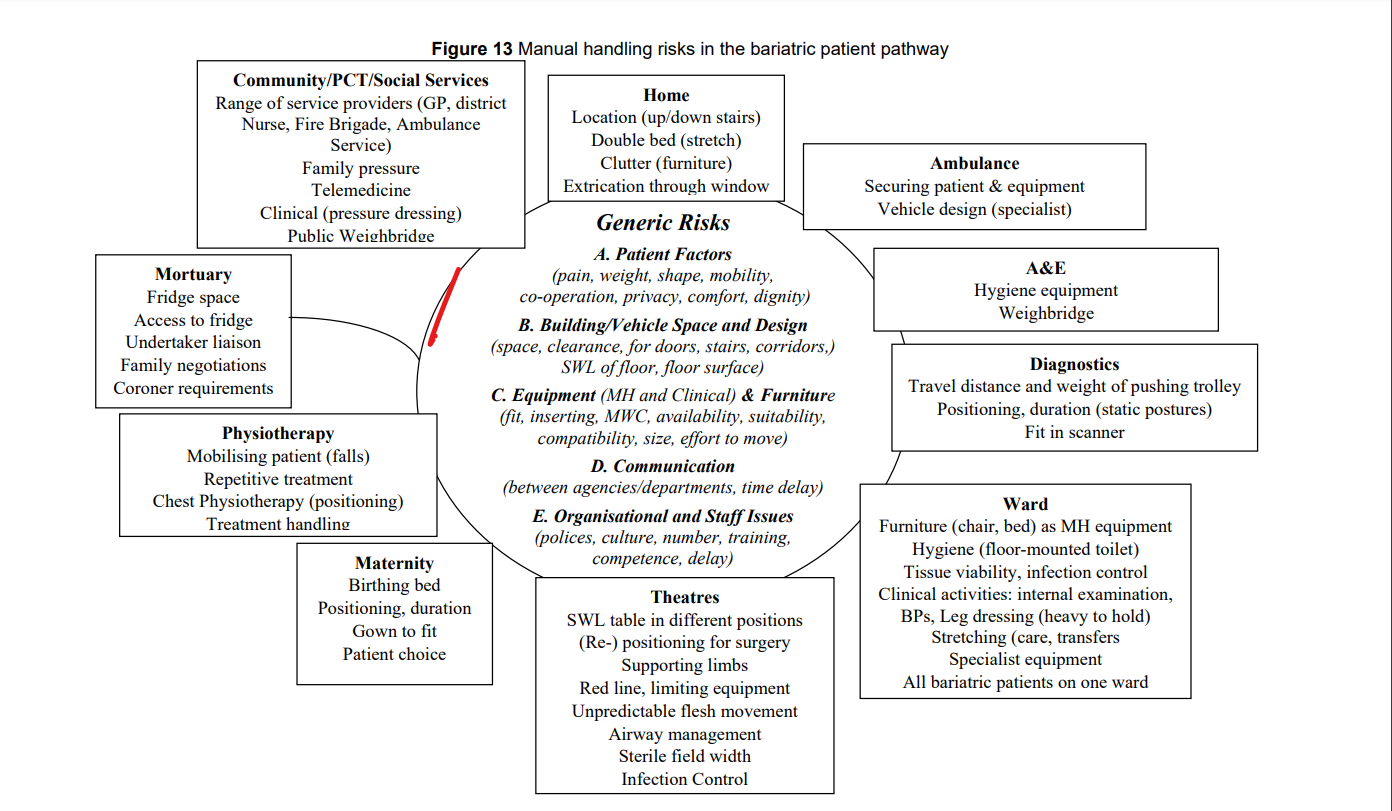 Figure 13 Manual handling risks in the bariatric patient pathway
Community/PCT/Social Services
Range of service providers (GP, district
Nurse, Fire Brigade, Ambulance
Service)
Family pressure
Telemedicine
Clinical (pressure dressing)
Public Weighbridge
Home
Location (up/down stairs)
Double bed (stretch)
Clutter (furniture)
Extrication through window
Ambulance
Securing patient & equipment
Vehicle design (specialist)
A&E
Hygiene equipment
Weighbridge
Diagnostics
Travel distance and weight of pushing trolley
Positioning, duration (static postures)
Fit in scanner
Ward
Furniture (chair, bed) as MH equipment
Hygiene (floor-mounted toilet)
Tissue viability, infection control
Clinical activities: internal examination,
BPs, Leg dressing (heavy to hold)
Stretching (care, transfers
Specialist equipment
All bariatric patients on one ward
Theatres
SWL table in different positions
(Re-) positioning for surgery
Supporting limbs
Red line, limiting equipment
Unpredictable flesh movement
Airway management
Sterile field width
Infection Control
Maternity
Birthing bed
Positioning, duration
Gown to fit
Patient choice
Physiotherapy
Mobilising patient (falls)
Repetitive treatment
Chest Physiotherapy (positioning)
Treatment handling
Mortuary
Fridge space
Access to fridge
Undertaker liaison
Family negotiations
Coroner requirements
Generic Risks
A. Patient Factors
(pain, weight, shape, mobility,
co-operation, privacy, comfort, dignity)
B. Building/Vehicle Space and Design
(space, clearance, for doors, stairs, corridors,)
SWL of floor, floor surface)
C. Equipment (MH and Clinical) & Furniture
(fit, inserting, MWC, availability, suitability,
compatibility, size, effort to move)
D. Communication
(between agencies/departments, time delay)
E. Organisational and Staff Issues
(polices, culture, number, training,
competence, delay)